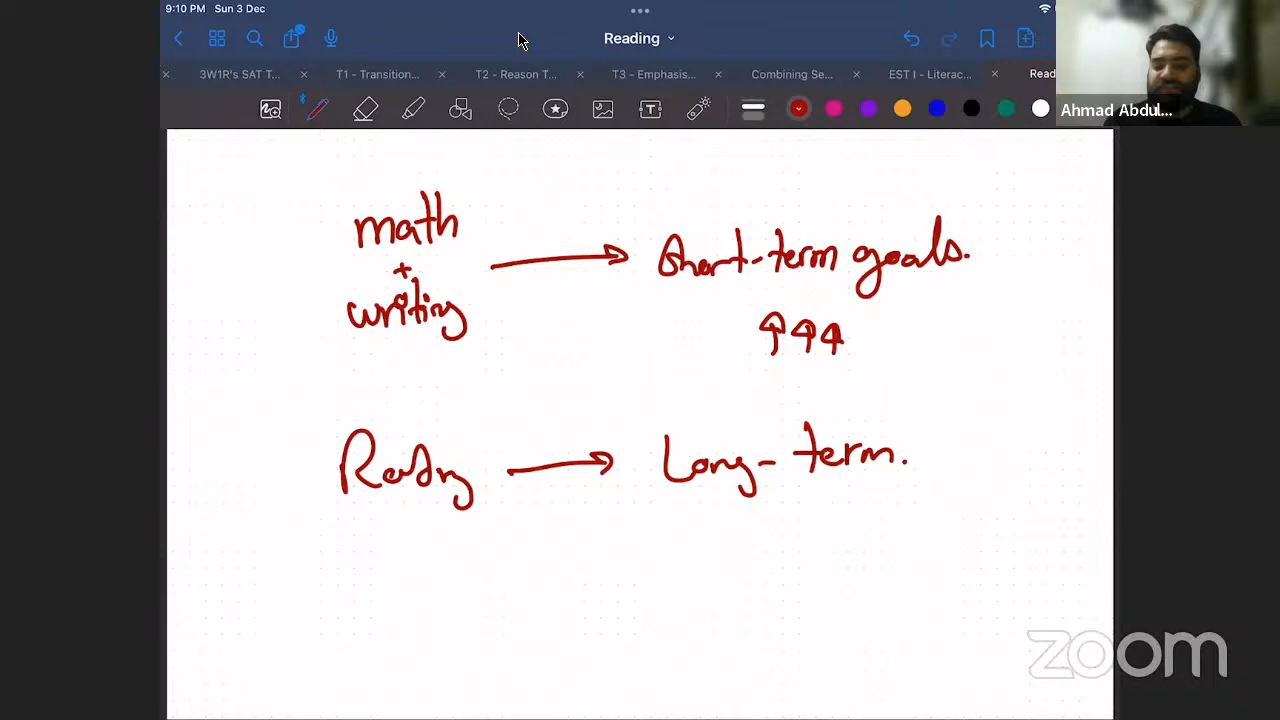 9:10 PM Sun 3 Dec
Reading
3W1R's SAT T...
T1 - Transition...
T2 - Reason T...
T3 - Emphasis...
Combining Se...
EST I - Literac...
Read
Ahmad Abdul...
math
+
writing
short-term goals.
Reading
Long-term.
zoom